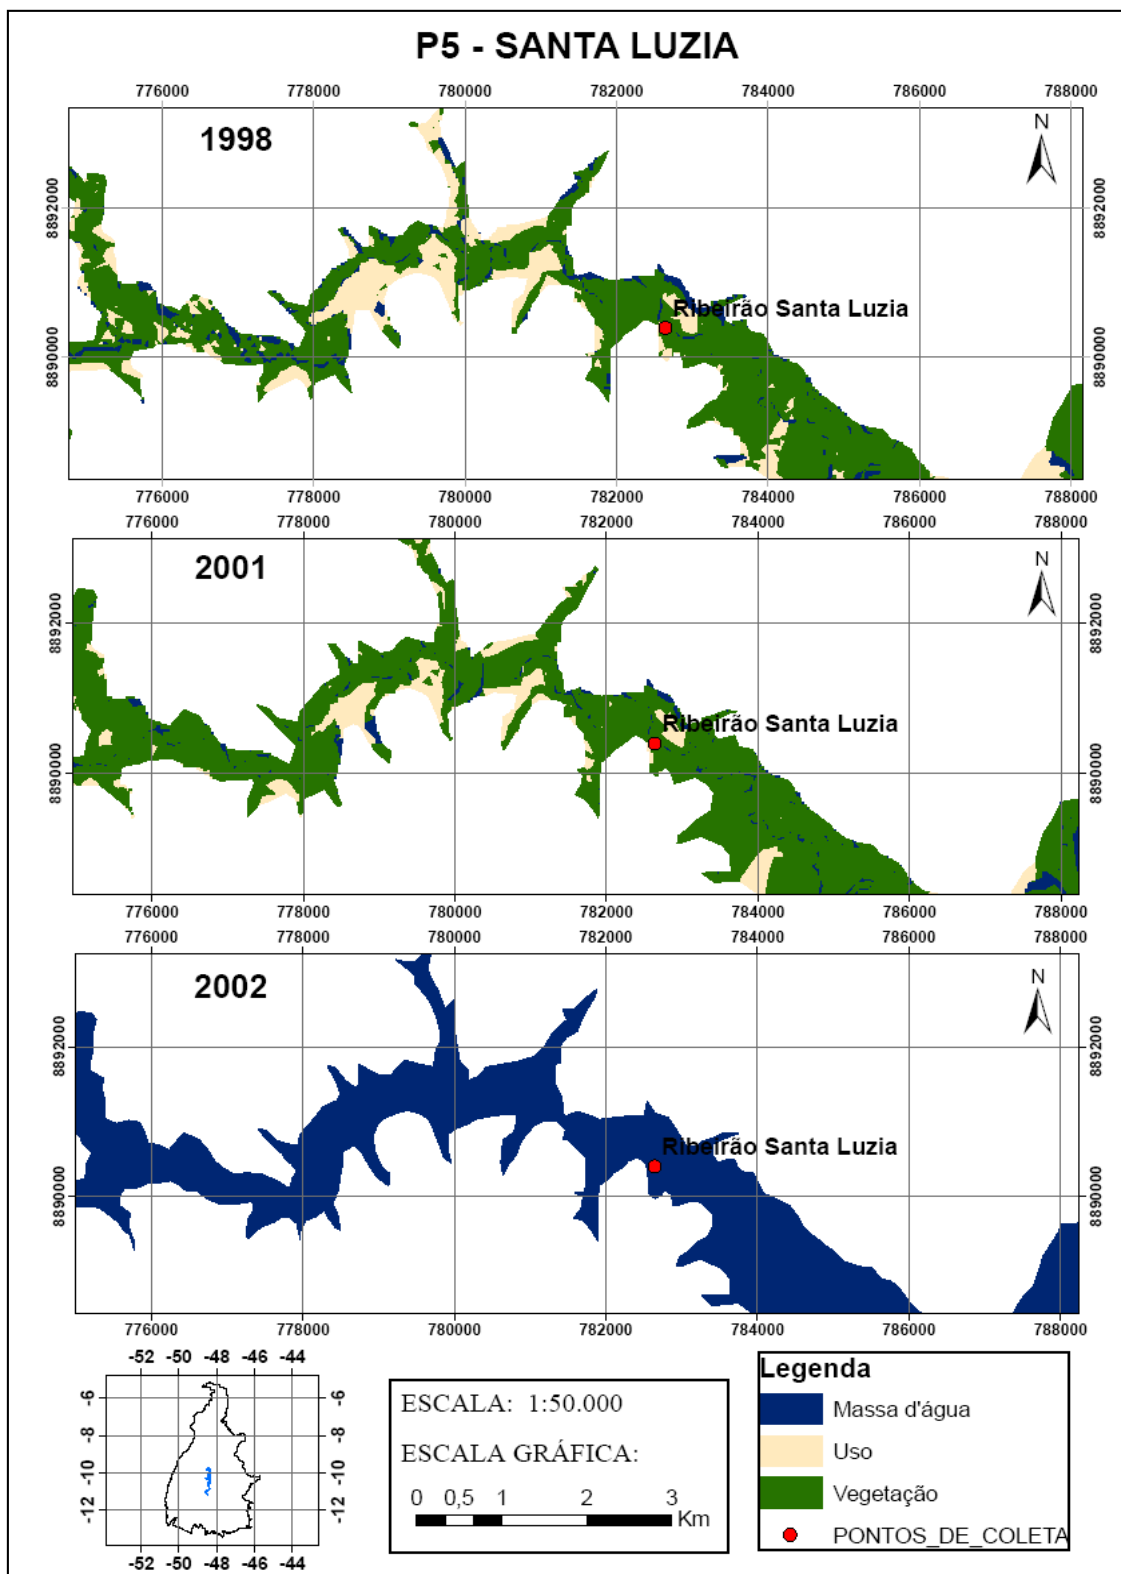 P5 - SANTA LUZIA
776000 778000 780000 782000 784000 786000 788000
1998
N
8892000 8892000
Ribeirão Santa Luzia
8890000 8890000
776000 778000 780000 782000 784000 786000 788000
776000 778000 780000 782000 784000 786000 788000
2001
N
8892000 8892000
Ribeirão Santa Luzia
8890000 8890000
776000 778000 780000 782000 784000 786000 788000
776000 778000 780000 782000 784000 786000 788000
2002
N
8892000 8892000
Ribeirão Santa Luzia
8890000 8890000
776000 778000 780000 782000 784000 786000 788000
-52 -50 -48 -46 -44
-6 -6
-8 -8
-10 -10
-12 -12
-52 -50 -48 -46 -44
ESCALA: 1:50.000
ESCALA GRÁFICA:
0 0,5 1 2 3
Km
Legenda
Massa d'água
Uso
Vegetação
PONTOS_DE_COLETA